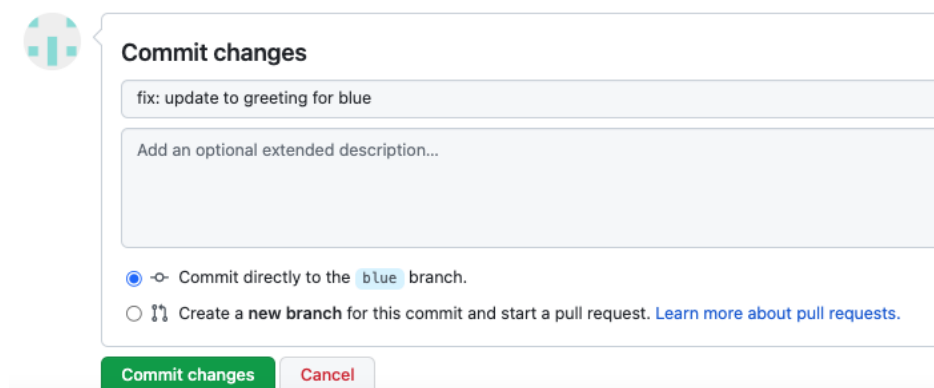 Commit changes
fix: update to greeting for blue
Add an optional extended description...
Commit directly to the blue branch.
Create a new branch for this commit and start a pull request. Learn more about pull requests.
Commit changes Cancel